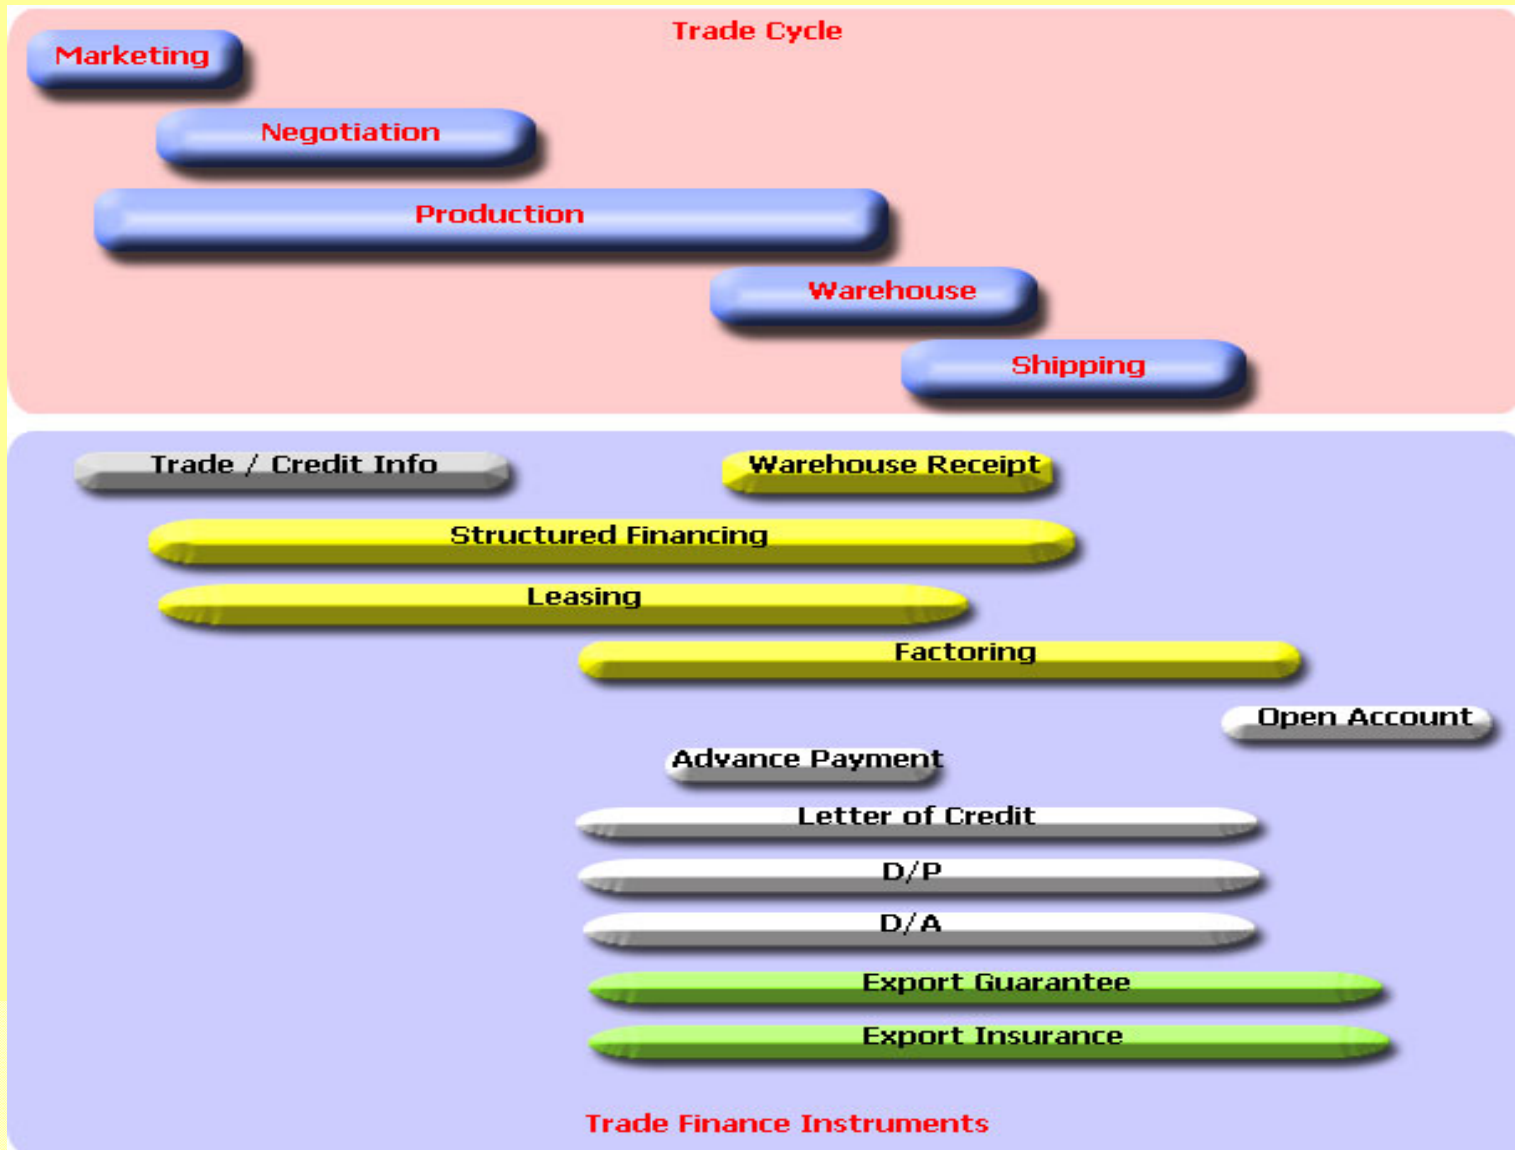 Trade Cycle
Marketing
Negotiation
Production
Warehouse
Shipping
Trade / Credit Info
Warehouse Receipt
Structured Financing
Leasing
Factoring
Open Account
Advance Payment
Letter of Credit
D/P
D/A
Export Guarantee
Export Insurance
Trade Finance Instruments